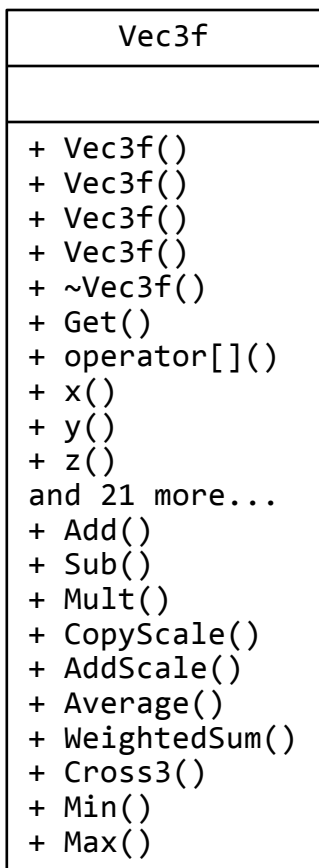 Vec3f
+ Vec3f()
+ Vec3f()
+ Vec3f()
+ Vec3f()
+ ~Vec3f()
+ Get()
+ operator[]()
+ x()
+ y()
+ z()
and 21 more...
+ Add()
+ Sub()
+ Mult()
+ CopyScale()
+ AddScale()
+ Average()
+ WeightedSum()
+ Cross3()
+ Min()
+ Max()